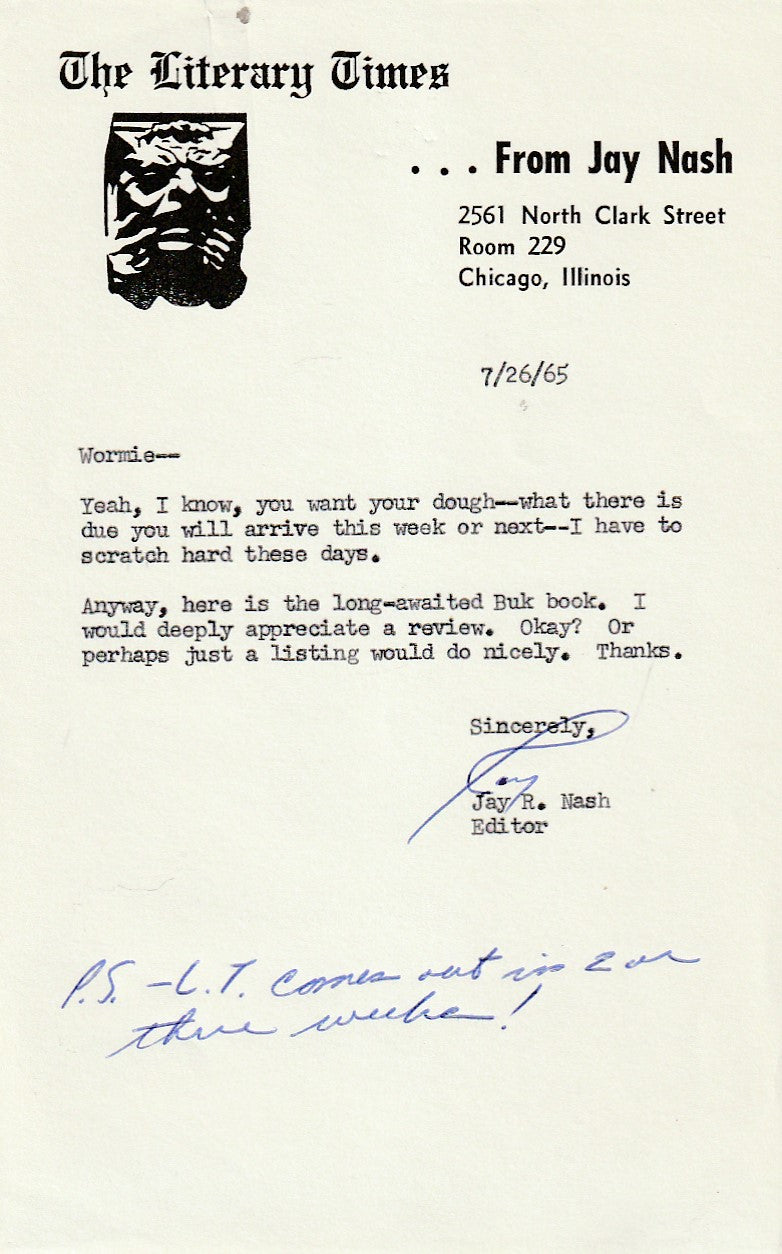 The Literary Times
. . . From Jay Nash
2561 North Clark Street
Room 229
Chicago, Illinois
7/26/65
Wormie--
Yeah, I know, you want your dough--what there is
due you will arrive this week or next--I have to
scratch hard these days.
Anyway, here is the long-awaited Buk book. I
would deeply appreciate a review. Okay? Or
perhaps just a listing would do nicely. Thanks.
Sincerely,
Jay
Jay R. Nash
Editor
P.S. - L.T. comes out in 2 or
three weeks!